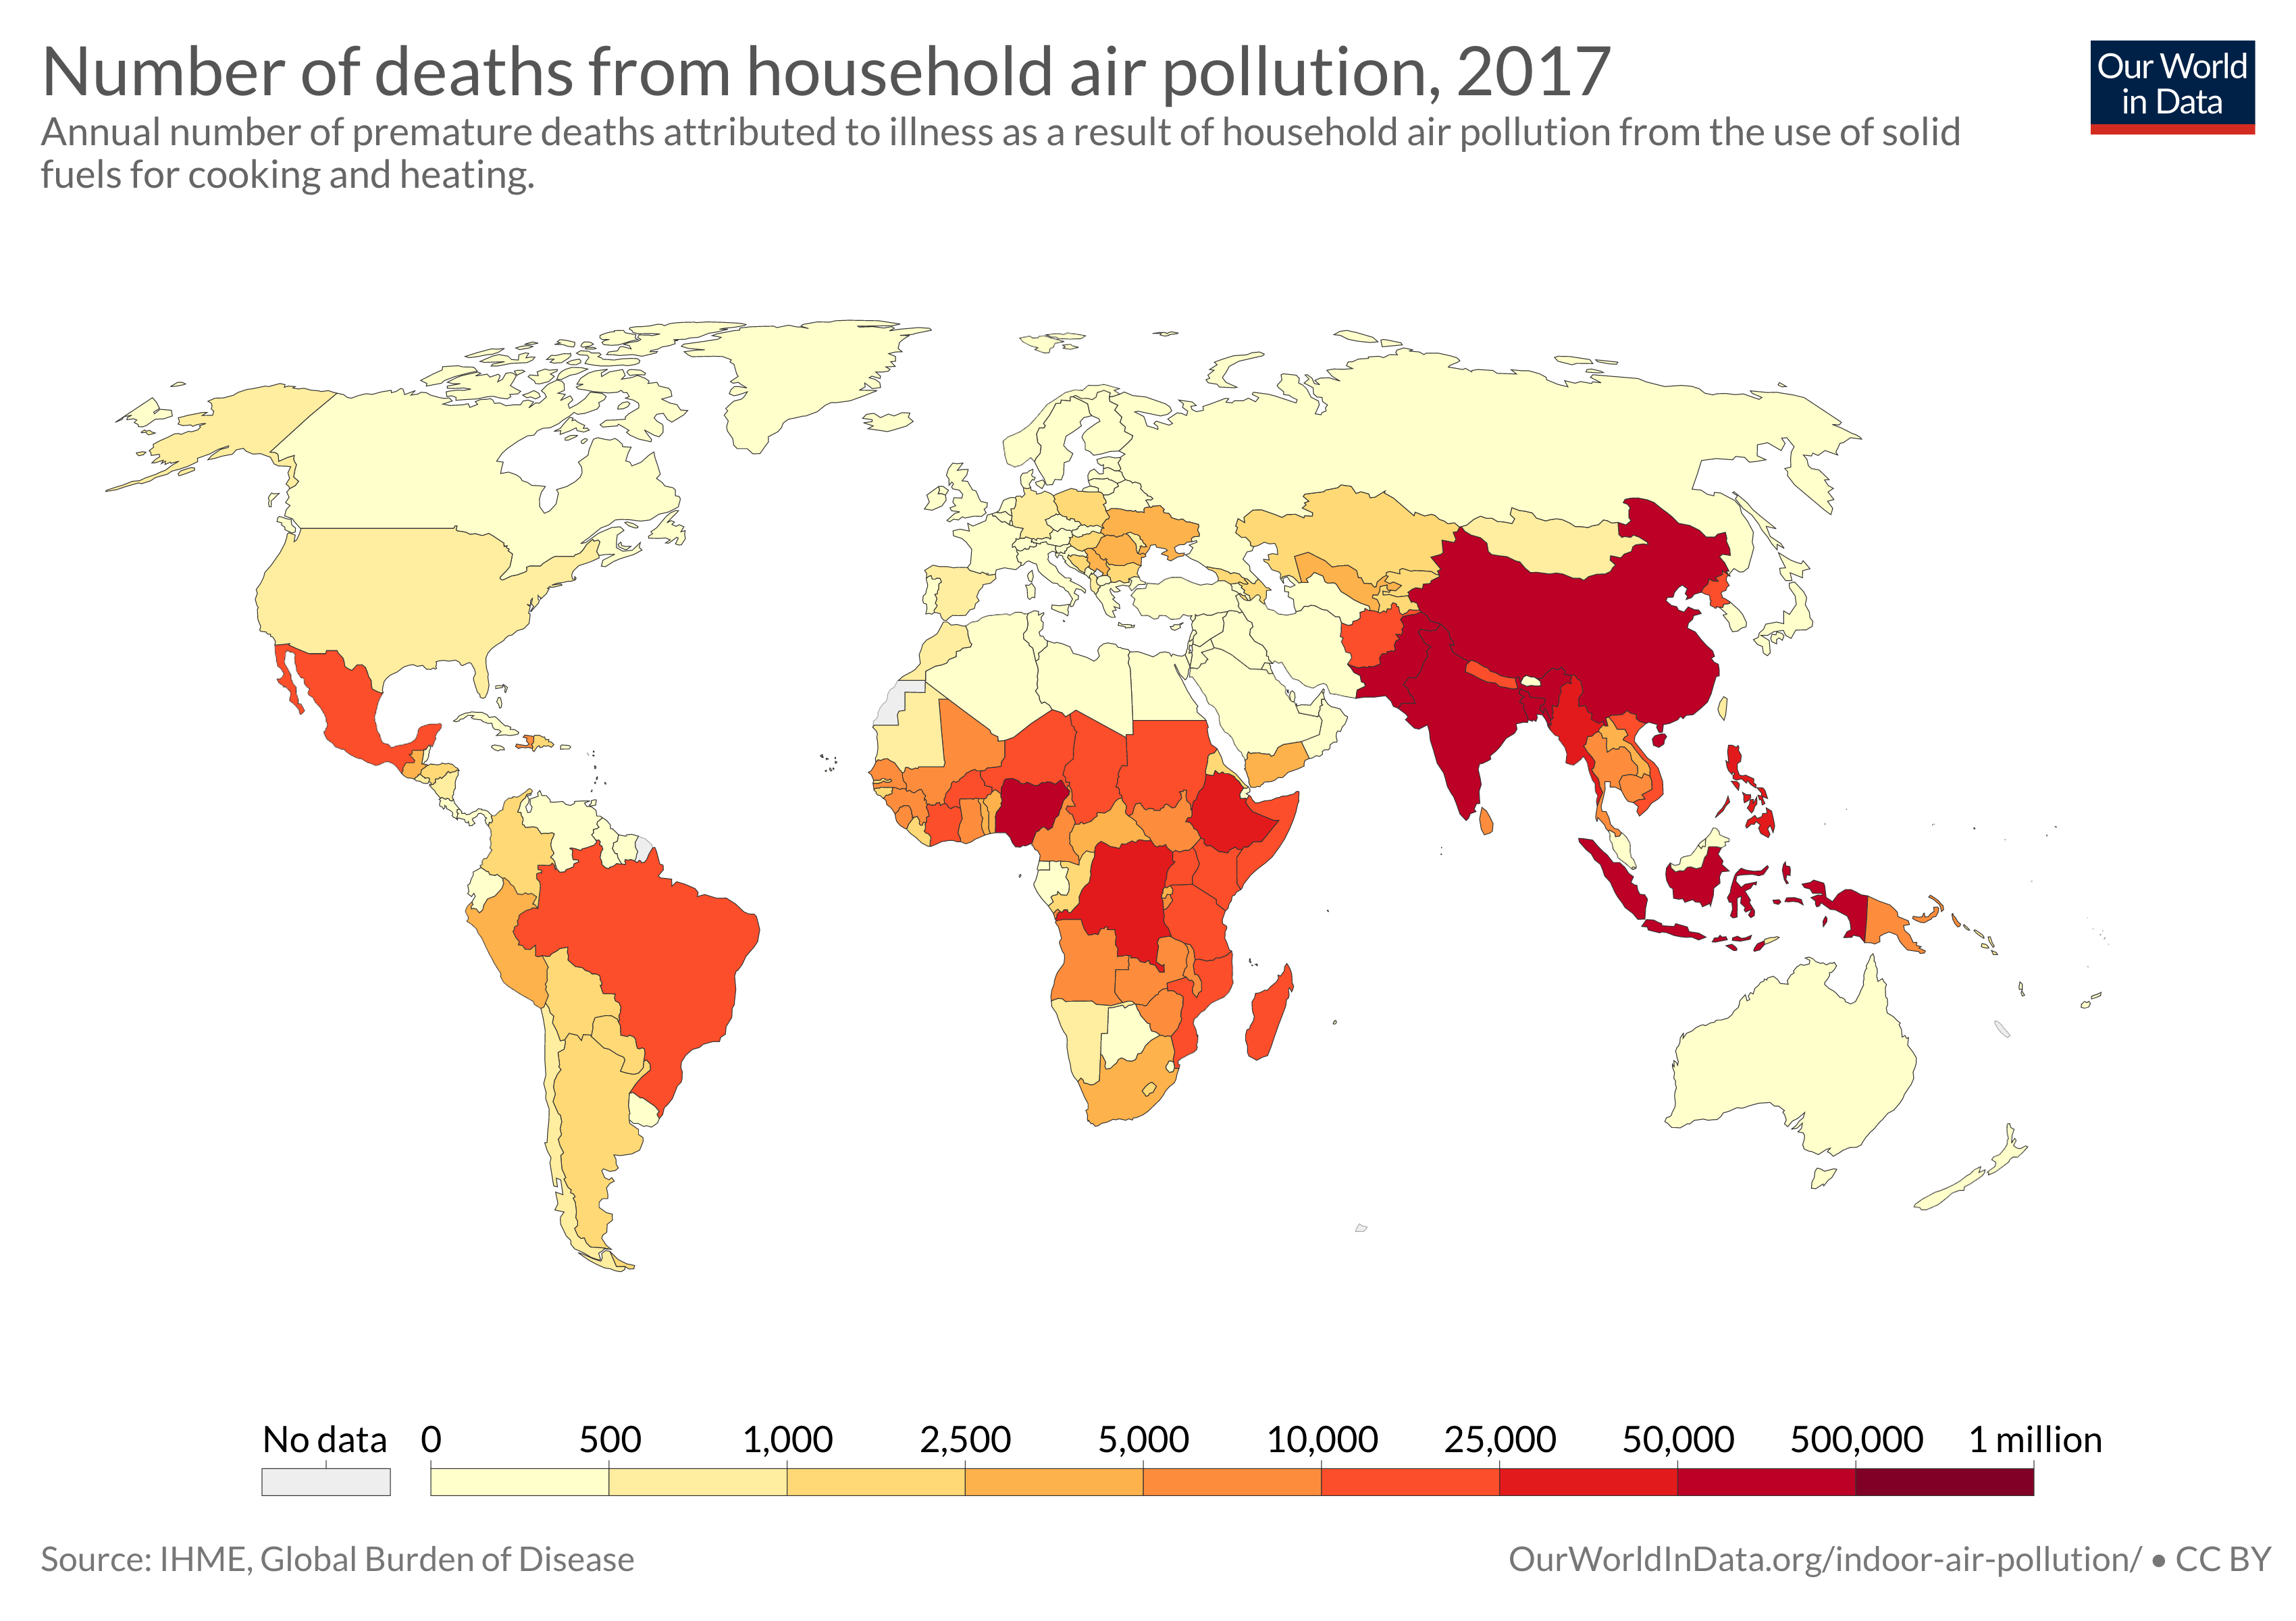 Number of deaths from household air pollution, 2017
Our World
in Data
Annual number of premature deaths attributed to illness as a result of household air pollution from the use of solid
fuels for cooking and heating.
No data 0 500 1,000 2,500 5,000 10,000 25,000 50,000 500,000 1 million
Source: IHME, Global Burden of Disease
OurWorldInData.org/indoor-air-pollution/ • CC BY